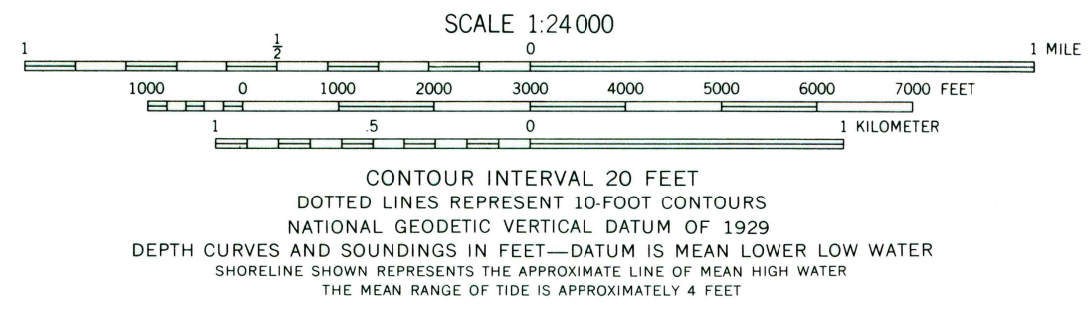 SCALE 1:24 000
1 1/2 0 1 MILE
1000 0 1000 2000 3000 4000 5000 6000 7000 FEET
1 .5 0 1 KILOMETER
CONTOUR INTERVAL 20 FEET
DOTTED LINES REPRESENT 10-FOOT CONTOURS
NATIONAL GEODETIC VERTICAL DATUM OF 1929
DEPTH CURVES AND SOUNDINGS IN FEET—DATUM IS MEAN LOWER LOW WATER
SHORELINE SHOWN REPRESENTS THE APPROXIMATE LINE OF MEAN HIGH WATER
THE MEAN RANGE OF TIDE IS APPROXIMATELY 4 FEET